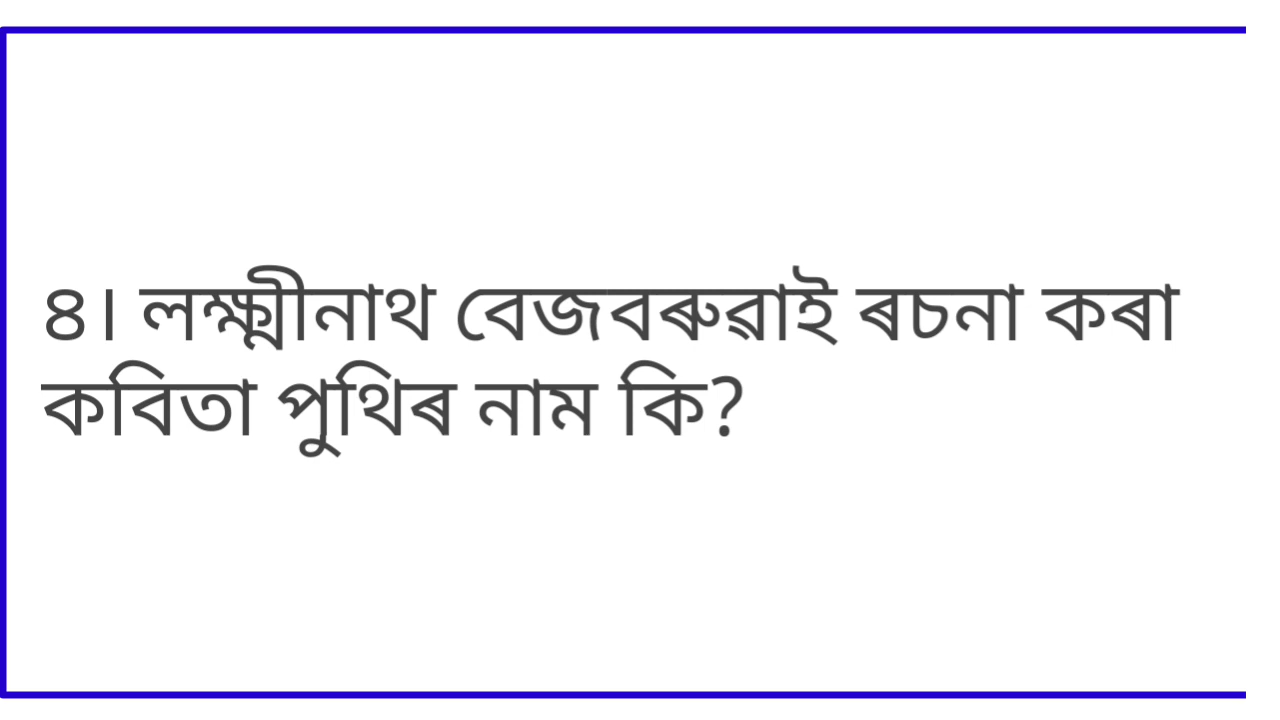 ৪। লক্ষ্মীনাথ বেজবৰুৱাই ৰচনা কৰা
কবিতা পুথিৰ নাম কি?